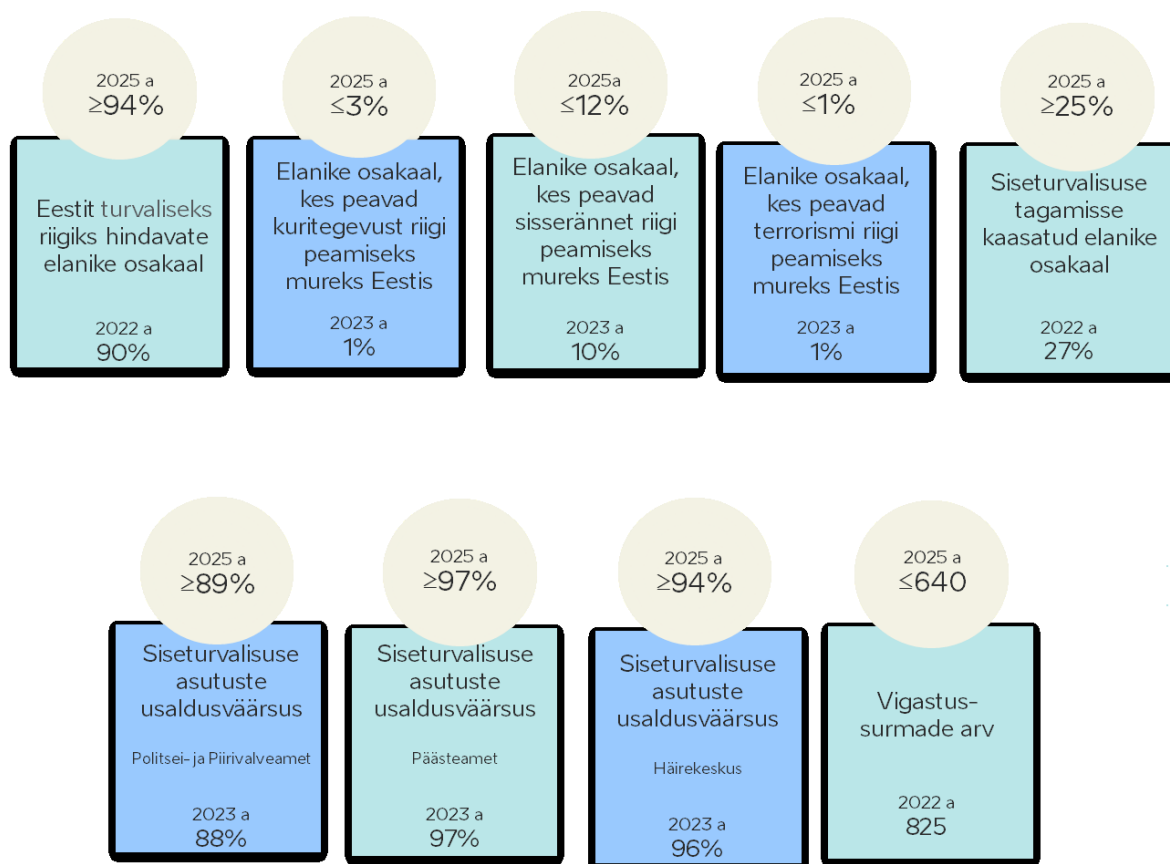 2025 a
≥94%
Eestit turvaliseks
riigiks hindavate
elanike osakaal
2022 a
90%
2025 a
≤3%
Elanike osakaal,
kes peavad
kuritegevust riigi
peamiseks
mureks Eestis
2023 a
1%
2025a
≤12%
Elanike osakaal,
kes peavad
sisserännet riigi
peamiseks
mureks Eestis
2023 a
10%
2025 a
≤1%
Elanike osakaal,
kes peavad
terrorismi riigi
peamiseks
mureks Eestis
2023 a
1%
2025 a
≥25%
Siseturvalisuse
tagamisse
kaasatud elanike
osakaal
2022 a
27%
2025 a
≥89%
Siseturvalisuse
asutuste
usaldusväärsus
Politsei- ja Piirivalveamet
2023 a
88%
2025 a
≥97%
Siseturvalisuse
asutuste
usaldusväärsus
Päästeamet
2023 a
97%
2025 a
≥94%
Siseturvalisuse
asutuste
usaldusväärsus
Häirekeskus
2023 a
96%
2025 a
≤640
Vigastus-
surmade arv
2022 a
825